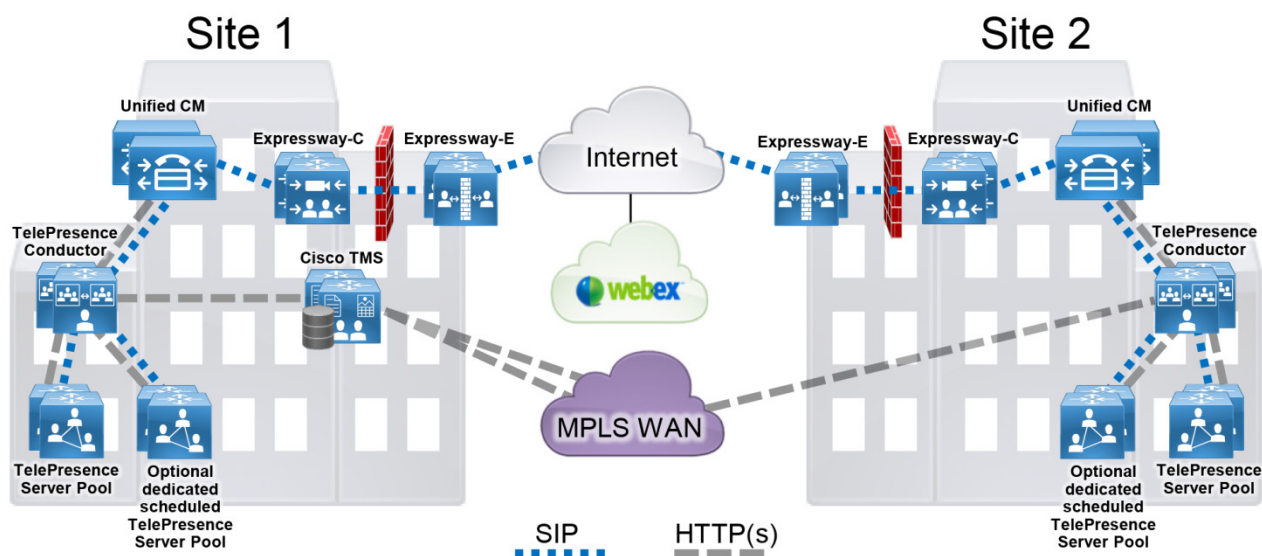 Site 1
Site 2
Unified CM
Expressway-C
Expressway-E
Internet
Expressway-E
Expressway-C
Unified CM
TelePresence
Conductor
Cisco TMS
webex
TelePresence
Conductor
MPLS WAN
TelePresence
Server Pool
Optional
dedicated
scheduled
TelePresence
Server Pool
Optional
dedicated
scheduled
TelePresence
Server Pool
TelePresence
Server Pool
SIP
HTTP(s)